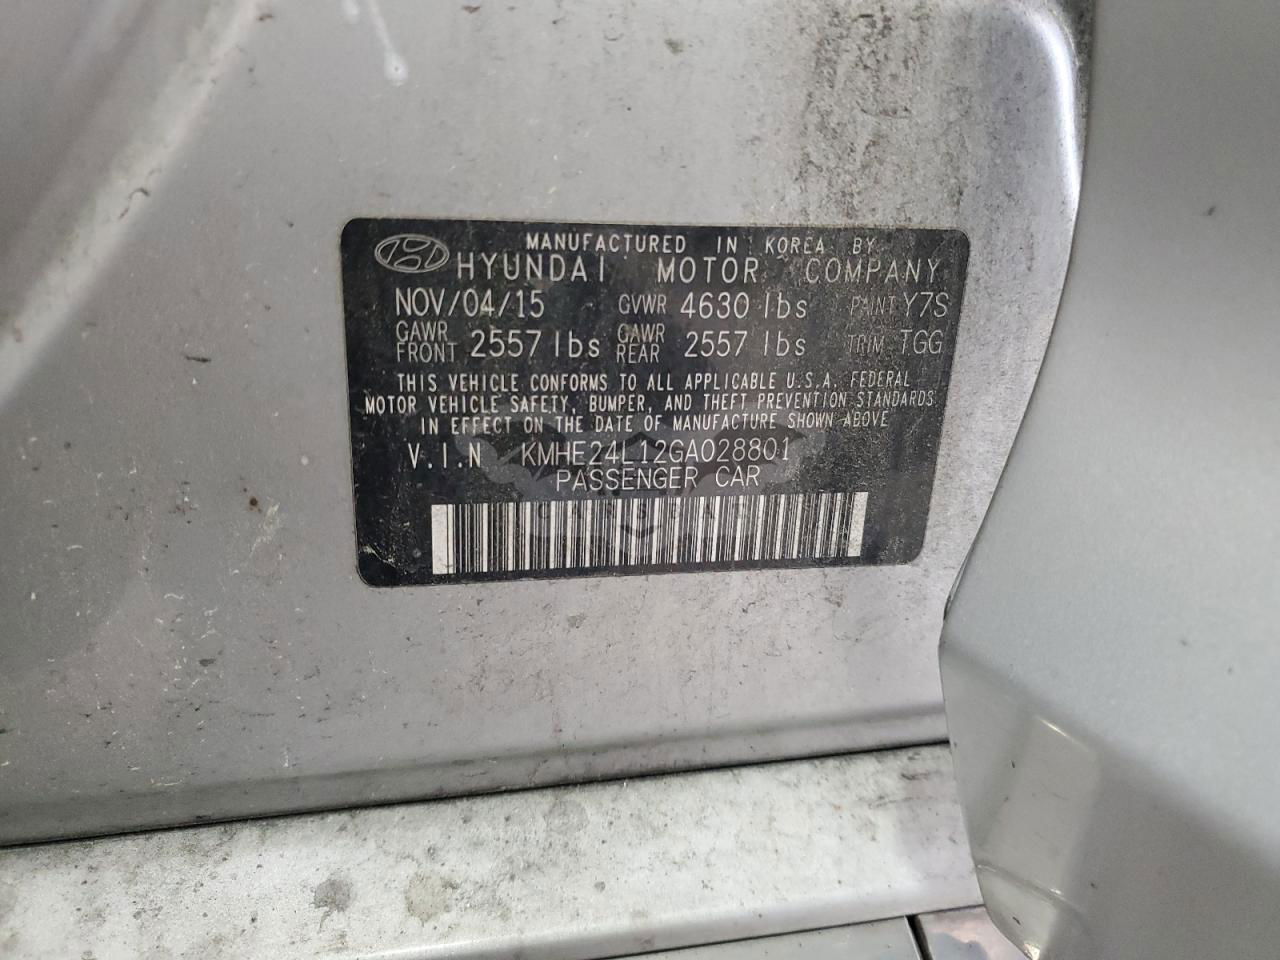 MANUFACTURED IN KOREA BY
HYUNDAI MOTOR COMPANY
NOV/04/15 GVWR 4630 lbs PAINT Y7S
GAWR FRONT 2557 lbs GAWR REAR 2557 lbs TRIM TGG
THIS VEHICLE CONFORMS TO ALL APPLICABLE U.S.A. FEDERAL
MOTOR VEHICLE SAFETY, BUMPER, AND THEFT PREVENTION STANDARDS
IN EFFECT ON THE DATE OF MANUFACTURE SHOWN ABOVE
V.I.N KMHE24L12GA028801
PASSENGER CAR